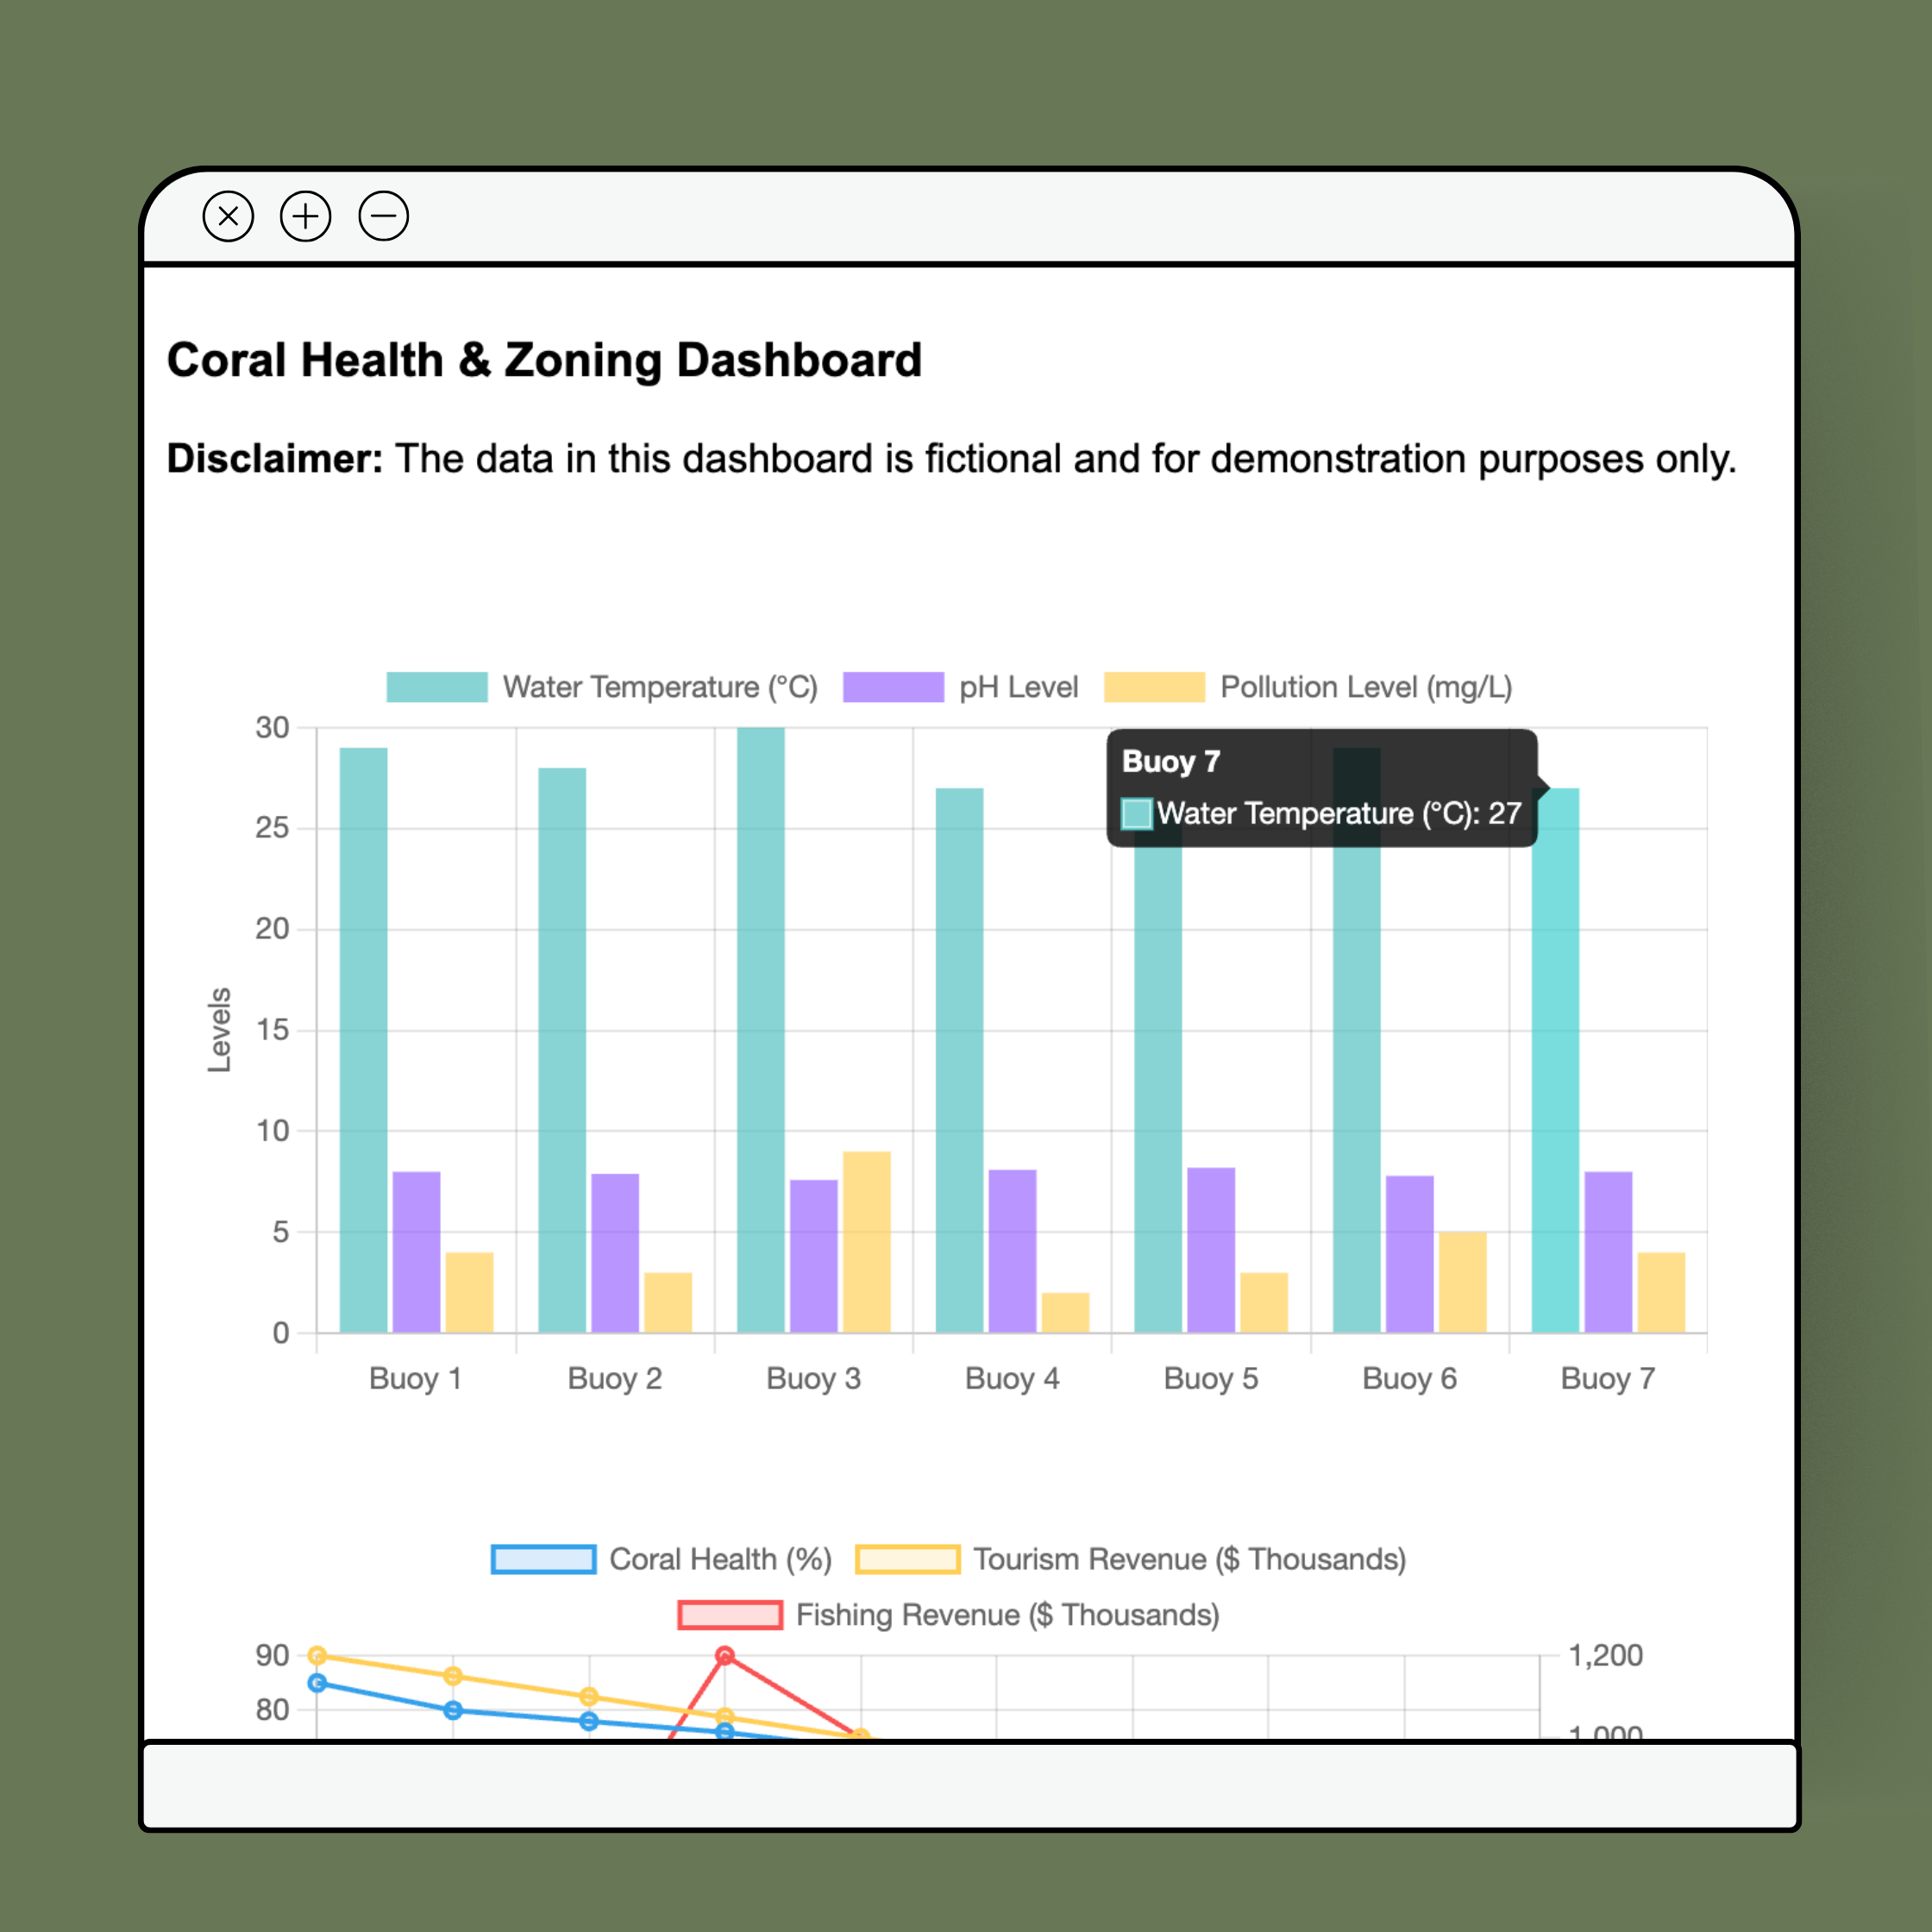 Coral Health & Zoning Dashboard
Disclaimer: The data in this dashboard is fictional and for demonstration purposes only.
Water Temperature (°C) pH Level Pollution Level (mg/L)
30
Buoy 7
Water Temperature (°C): 27
25
20
15
10
5
0
Levels
Buoy 1 Buoy 2 Buoy 3 Buoy 4 Buoy 5 Buoy 6 Buoy 7
Coral Health (%) Tourism Revenue ($ Thousands)
Fishing Revenue ($ Thousands)
90 1,200
80
1,000